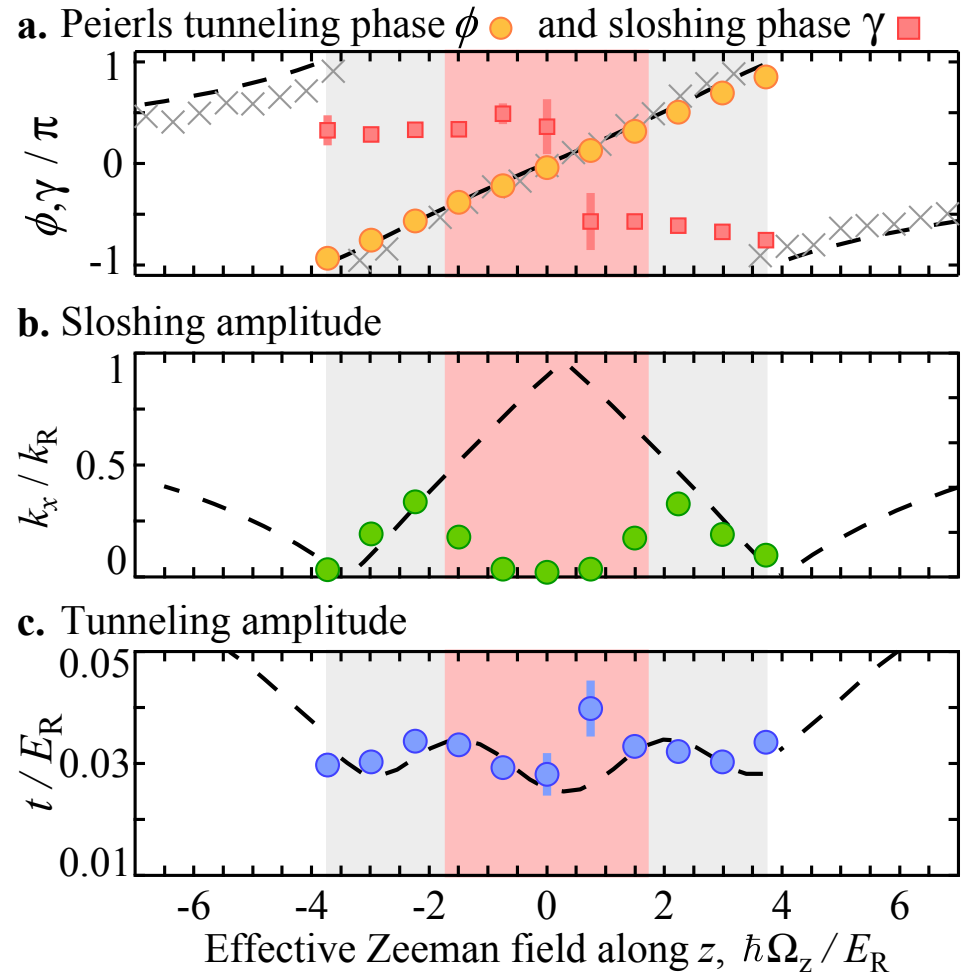 a. Peierls tunneling phase ϕ and sloshing phase γ
1
0
-1
ϕ,γ / π
b. Sloshing amplitude
1
0.5
0
kx / kR
c. Tunneling amplitude
0.05
0.03
0.01
t / ER
-6 -4 -2 0 2 4 6
Effective Zeeman field along z, ℏΩz / ER